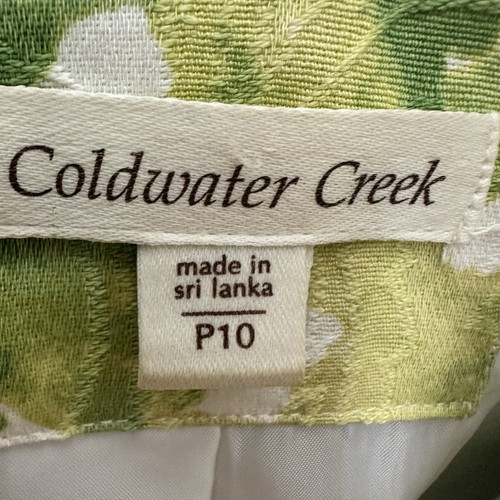 Coldwater Creek
made in
sri lanka
P10